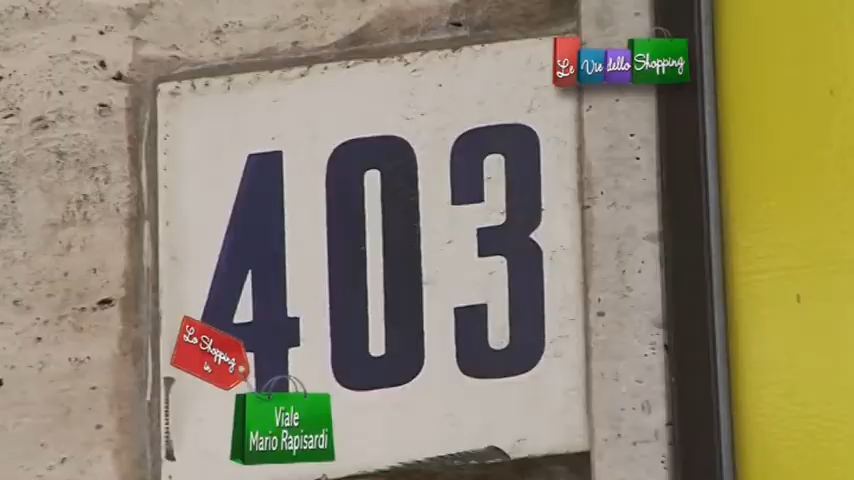 Le Vie dello Shopping
403
Lo Shopping
in
Viale
Mario Rapisardi